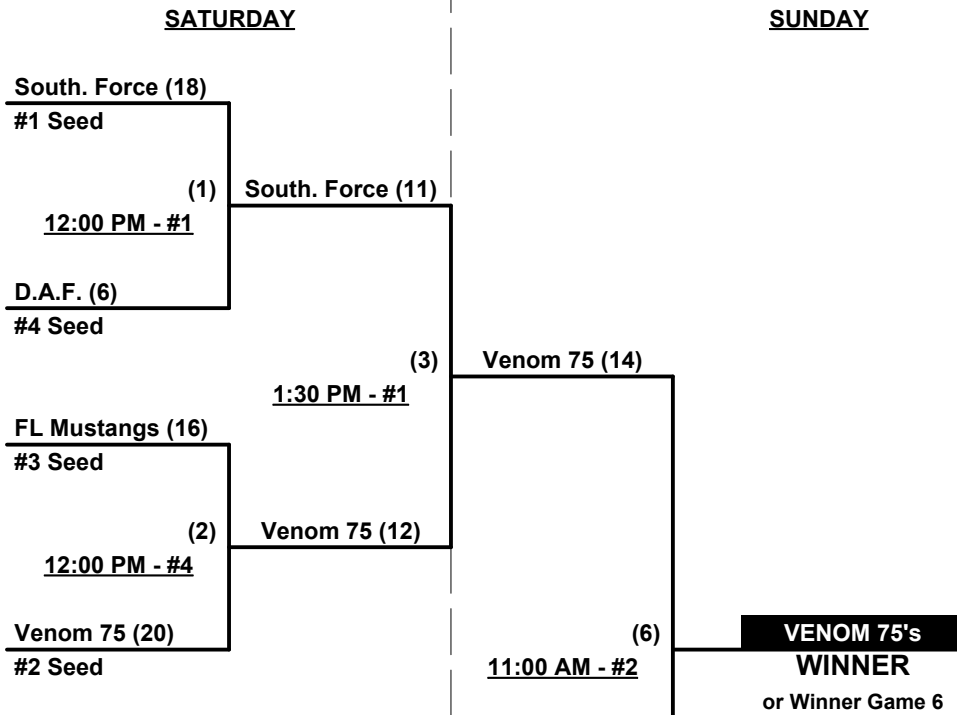 SATURDAY
SUNDAY
South. Force (18)
#1 Seed
(1)
South. Force (11)
12:00 PM - #1
D.A.F. (6)
#4 Seed
(3)
Venom 75 (14)
1:30 PM - #1
FL Mustangs (16)
#3 Seed
(2)
Venom 75 (12)
12:00 PM - #4
Venom 75 (20)
#2 Seed
(6)
VENOM 75's
11:00 AM - #2
WINNER
or Winner Game 6